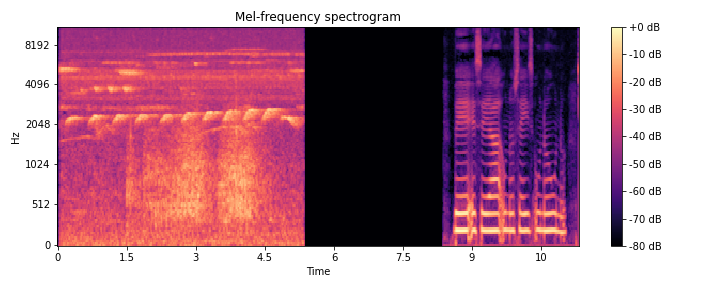 Mel-frequency spectrogram
8192
4096
2048
1024
512
0
Hz
0 1.5 3 4.5 6 7.5 9 10
Time
+0 dB
-10 dB
-20 dB
-30 dB
-40 dB
-50 dB
-60 dB
-70 dB
-80 dB